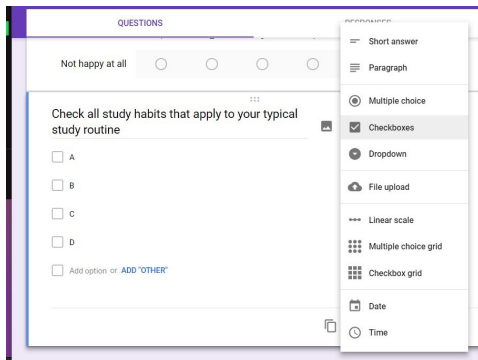 QUESTIONS
RESPONSES
Not happy at all
Check all study habits that apply to your typical
study routine
A
B
C
D
Add option or ADD "OTHER"
Short answer
Paragraph
Multiple choice
Checkboxes
Dropdown
File upload
Linear scale
Multiple choice grid
Checkbox grid
Date
Time